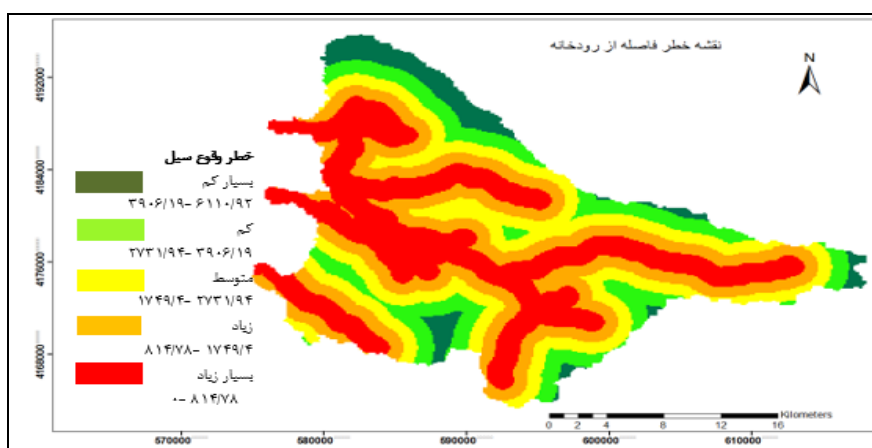 نقشه خطر فاصله از رودخانه
N
4192000
4184000
4176000
4168000
خطر وقوع سیل
بسیار کم
۳۹۰۶/۱۹ -۶۱۱۰/۹۲
کم
۲۷۳۱/۹۴ -۳۹۰۶/۱۹
متوسط
۱۷۴۹/۴ -۲۷۳۱/۹۴
زیاد
۸۱۴/۷۸ -۱۷۴۹/۴
بسیار زیاد
۰- ۸۱۴/۷۸
Kilometers
0 2 4 8 12 16
570000 580000 590000 600000 610000